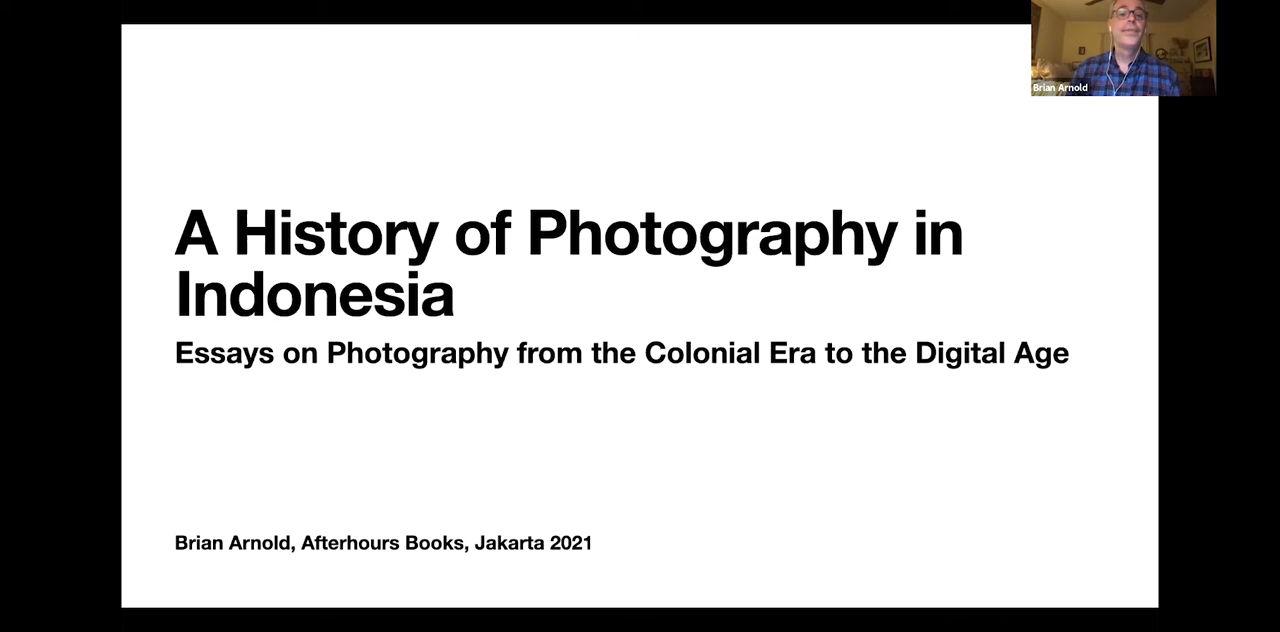 Brian Arnold
A History of Photography in
Indonesia
Essays on Photography from the Colonial Era to the Digital Age
Brian Arnold, Afterhours Books, Jakarta 2021